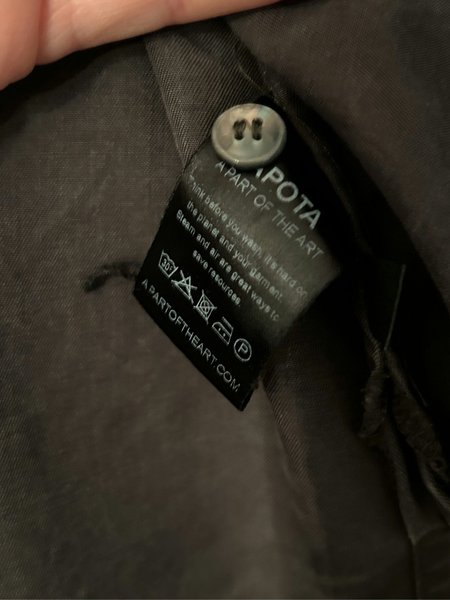 APOTA
A PART OF THE ART
Think before you wash, it's hard on
the planet and your garment.
Steam and air are great ways to
save resources.
30°
P
APARTOFTHEART.COM